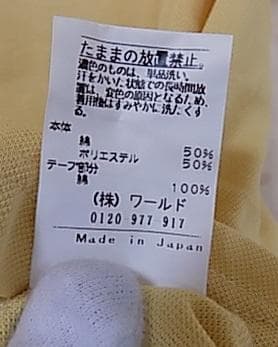 たままの放置禁止。
濃色のものは、単品洗い。
汗をかいた状態での長時間放
置は、変色の原因となるため、
着用後はすみやかに洗たくす
る。
本体
綿 50%
ポリエステル 50%
テープ部分
綿 100%
(株) ワールド
0120 977 917
Made in Japan